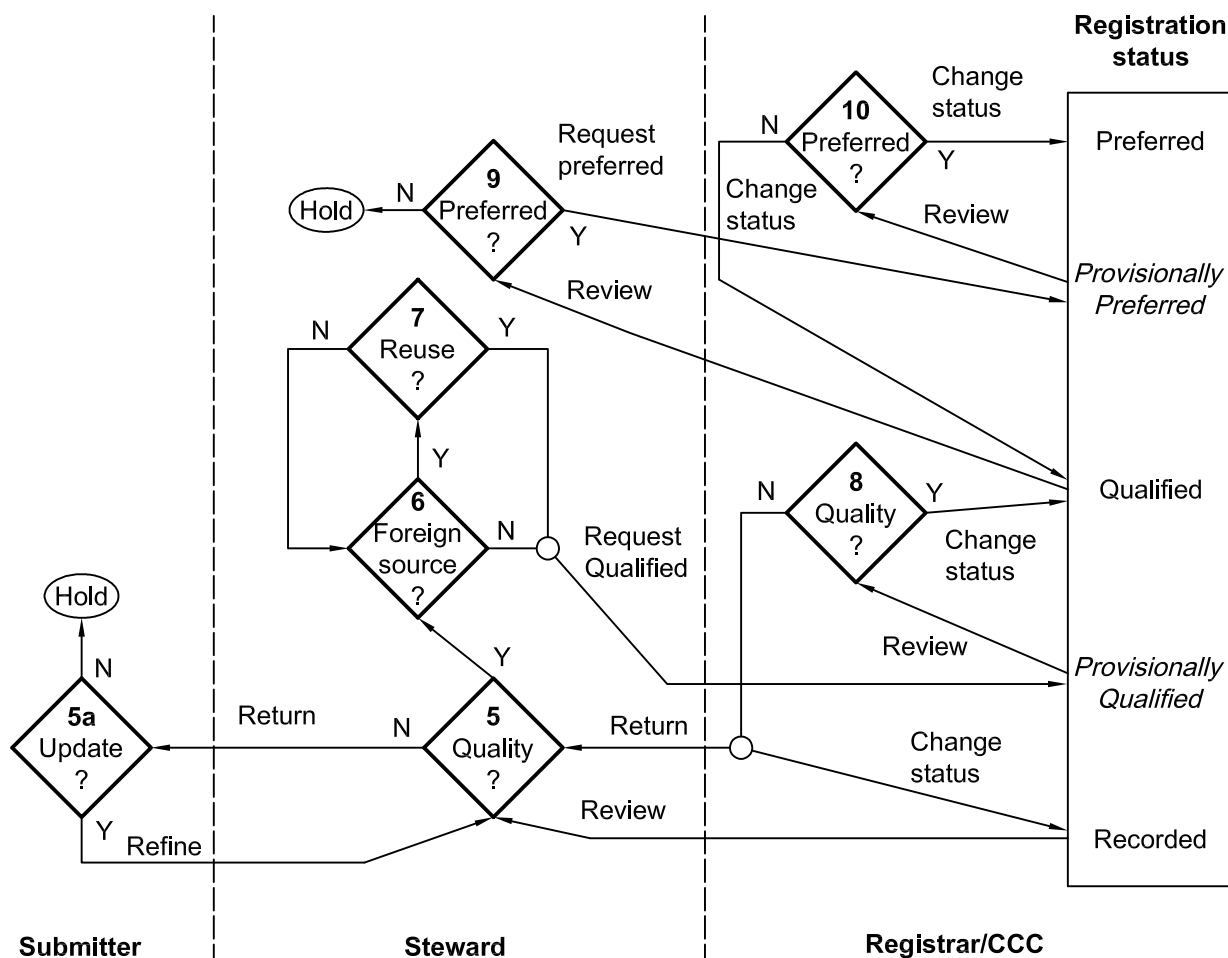 Registration
status
Change
status
10
Preferred
?
N
Y
Preferred
Request
preferred
Change
status
9
Preferred
?
N
Y
Hold
Review
Provisionally
Preferred
Review
7
Reuse
?
N
Y
Y
6
Foreign
source
?
N
Request
Qualified
8
Quality
?
N
Y
Qualified
Change
status
Hold
N
Y
Review
Provisionally
Qualified
5a
Update
?
Return
N
5
Quality
?
Return
Change
status
Y
Refine
Review
Recorded
Submitter
Steward
Registrar/CCC